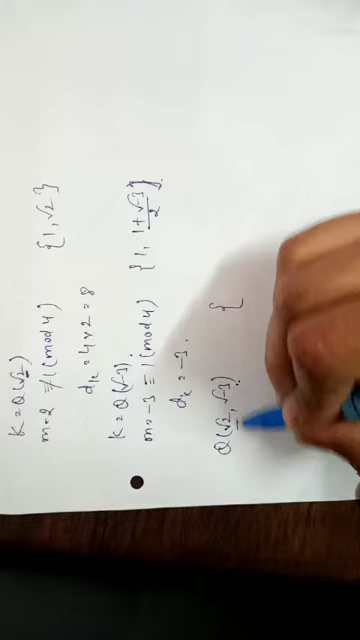 K = Q(√2)
m = 2 ≢ 1 (mod 4) {1, √2}
d_K = 4 × 2 = 8
K = Q(√-3).
m = -3 ≡ 1 (mod 4) {1, 1+√-3/2}.
d_K = -3.
Q(√2, √-3) {